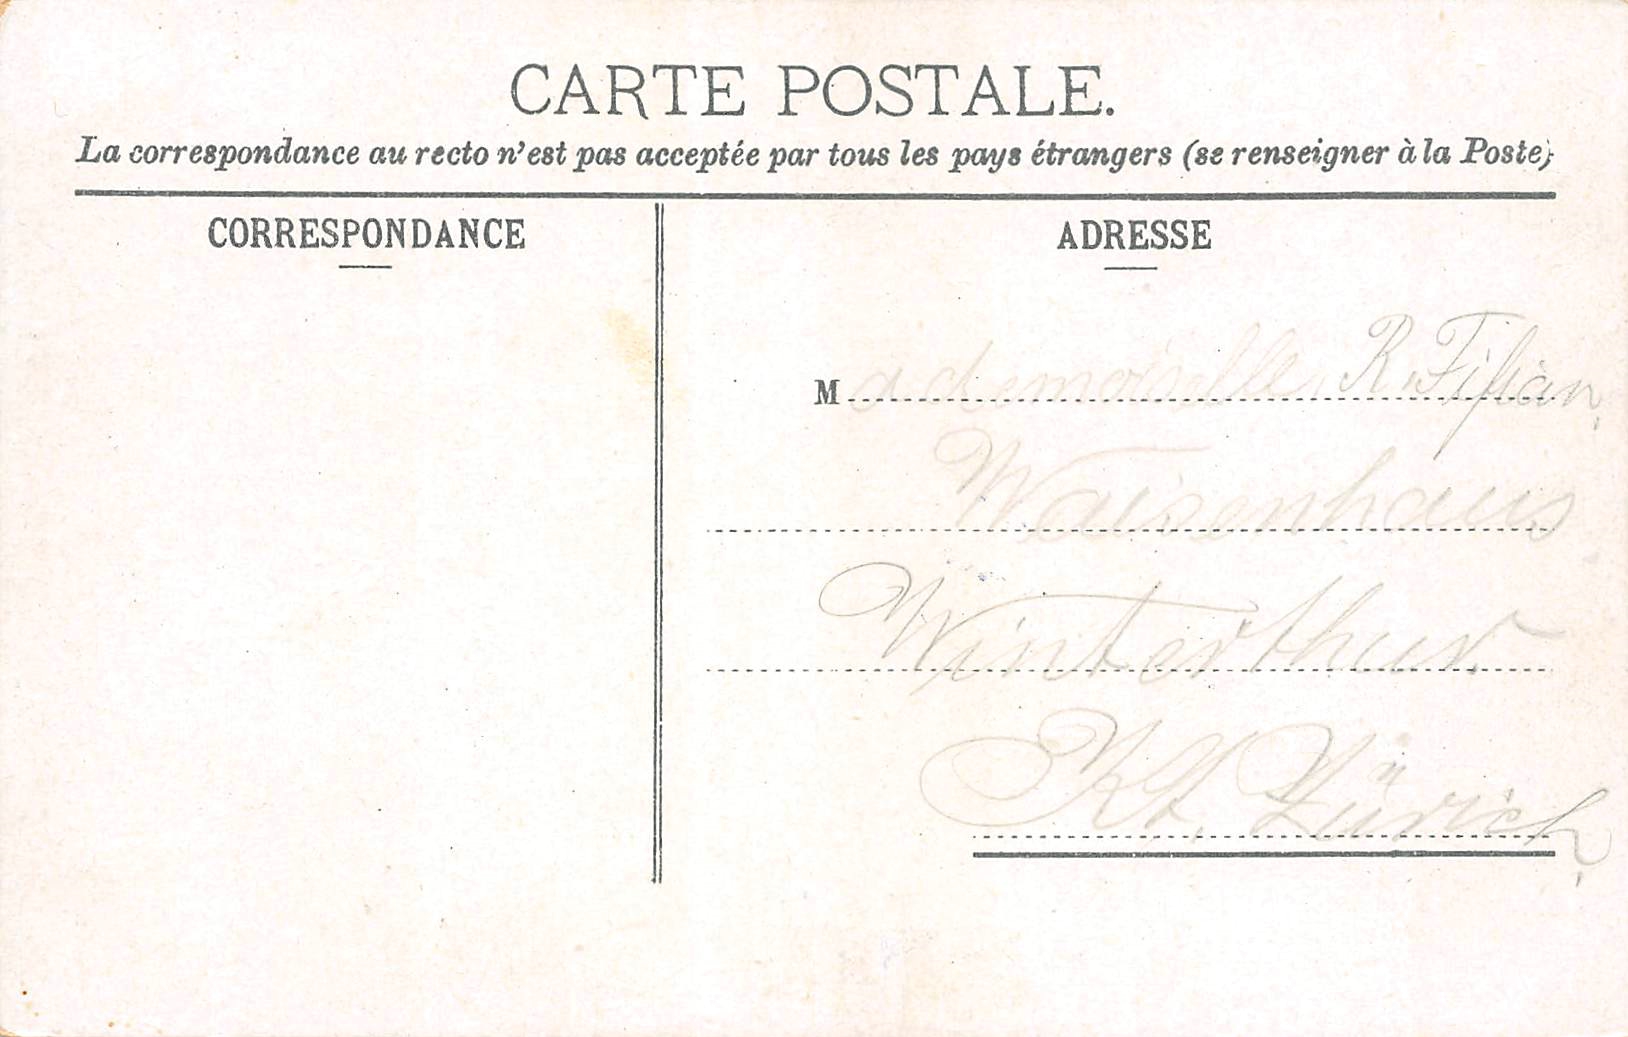 CARTE POSTALE.
La correspondance au recto n'est pas acceptée par tous les pays étrangers (se renseigner à la Poste)
CORRESPONDANCE
ADRESSE
Mademoiselle R. Fifian,
Waisenhaus
Winterthur
Kt. Zürich,